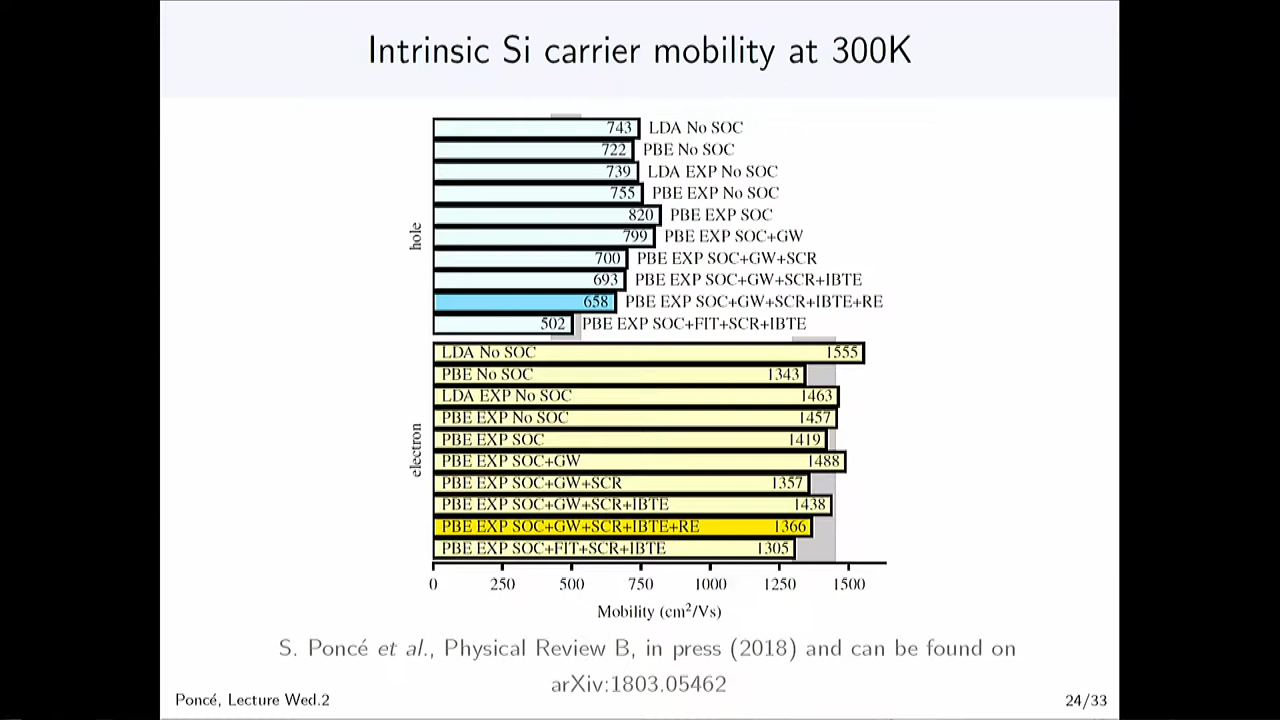 Intrinsic Si carrier mobility at 300K
743 LDA No SOC
722 PBE No SOC
739 LDA EXP No SOC
755 PBE EXP No SOC
820 PBE EXP SOC
799 PBE EXP SOC+GW
700 PBE EXP SOC+GW+SCR
693 PBE EXP SOC+GW+SCR+IBTE
658 PBE EXP SOC+GW+SCR+IBTE+RE
502 PBE EXP SOC+FIT+SCR+IBTE
hole
LDA No SOC 1555
PBE No SOC 1343
LDA EXP No SOC 1463
PBE EXP No SOC 1457
PBE EXP SOC 1419
PBE EXP SOC+GW 1488
PBE EXP SOC+GW+SCR 1357
PBE EXP SOC+GW+SCR+IBTE 1438
PBE EXP SOC+GW+SCR+IBTE+RE 1366
PBE EXP SOC+FIT+SCR+IBTE 1305
electron
0 250 500 750 1000 1250 1500
Mobility (cm²/Vs)
S. Poncé et al., Physical Review B, in press (2018) and can be found on
arXiv:1803.05462
Poncé, Lecture Wed.2
24/33